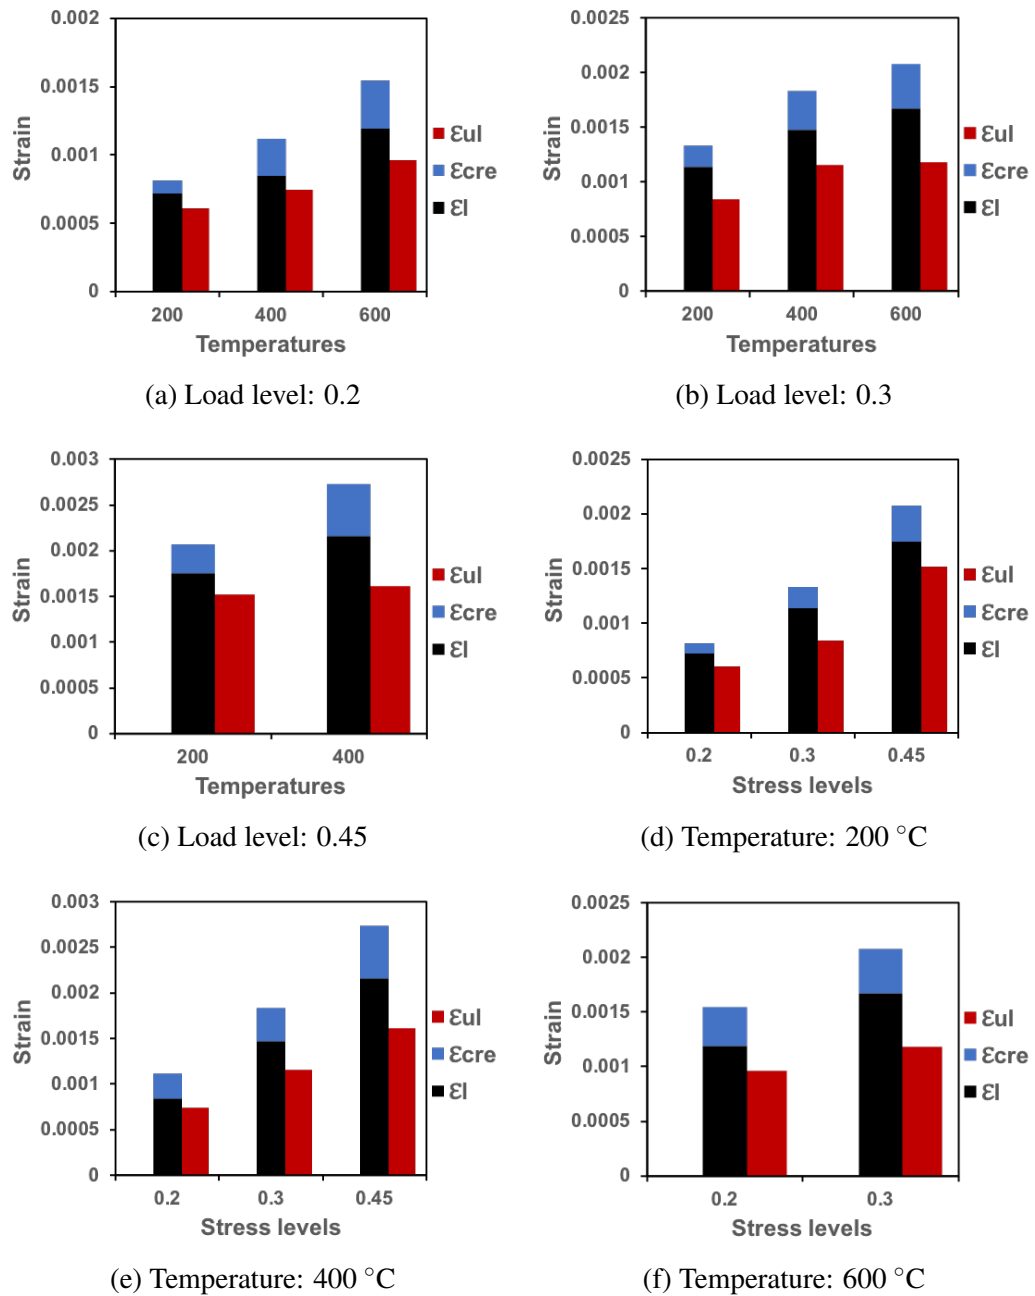 0.002
0.0015
0.001
0.0005
0
Strain
200 400 600
Temperatures
Ɛul
Ɛcre
Ɛl
(a) Load level: 0.2
0.0025
0.002
0.0015
0.001
0.0005
0
Strain
200 400 600
Temperatures
Ɛul
Ɛcre
Ɛl
(b) Load level: 0.3
0.003
0.0025
0.002
0.0015
0.001
0.0005
0
Strain
200 400
Temperatures
Ɛul
Ɛcre
Ɛl
(c) Load level: 0.45
0.0025
0.002
0.0015
0.001
0.0005
0
Strain
0.2 0.3 0.45
Stress levels
Ɛul
Ɛcre
Ɛl
(d) Temperature: 200 °C
0.003
0.0025
0.002
0.0015
0.001
0.0005
0
Strain
0.2 0.3 0.45
Stress levels
Ɛul
Ɛcre
Ɛl
(e) Temperature: 400 °C
0.0025
0.002
0.0015
0.001
0.0005
0
Strain
0.2 0.3
Stress levels
Ɛul
Ɛcre
Ɛl
(f) Temperature: 600 °C